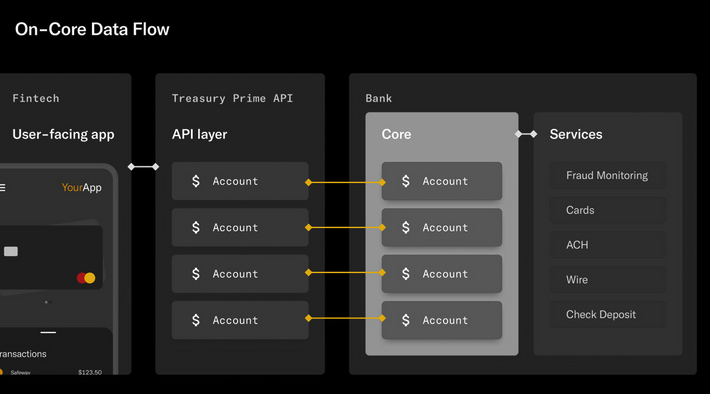 On-Core Data Flow
Fintech
User-facing app
YourApp
ransactions
Safeway $123.50
Treasury Prime API
API layer
$ Account
$ Account
$ Account
$ Account
Bank
Core
$ Account
$ Account
$ Account
$ Account
Services
Fraud Monitoring
Cards
ACH
Wire
Check Deposit